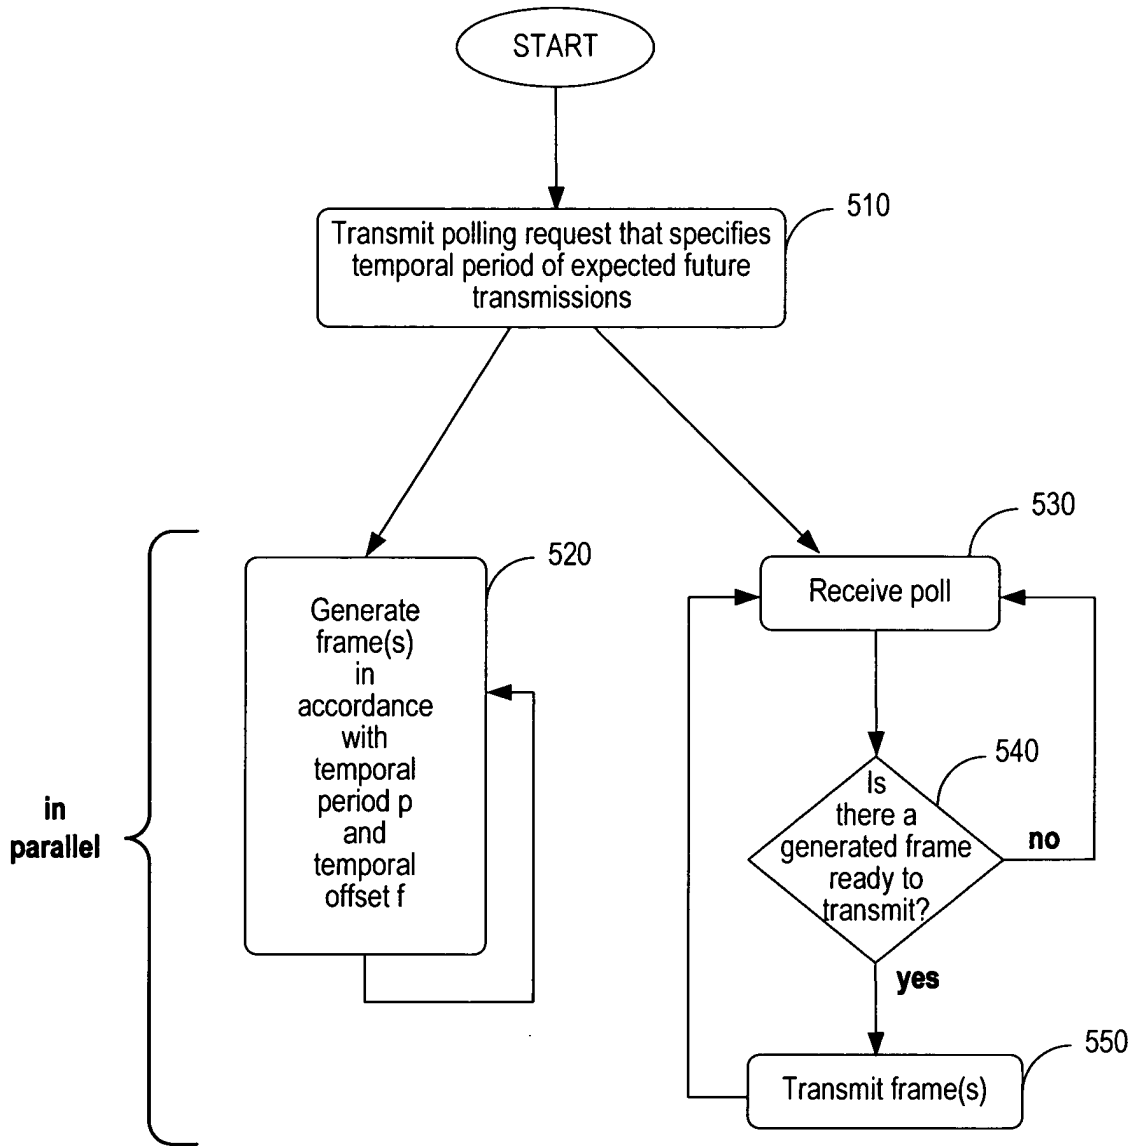 START
510
Transmit polling request that specifies
temporal period of expected future
transmissions
530
520
Receive poll
Generate
frame(s)
in
accordance
with
temporal
period p
and
temporal
offset f
540
Is
there a
generated frame
ready to
transmit?
no
in
parallel
yes
550
Transmit frame(s)